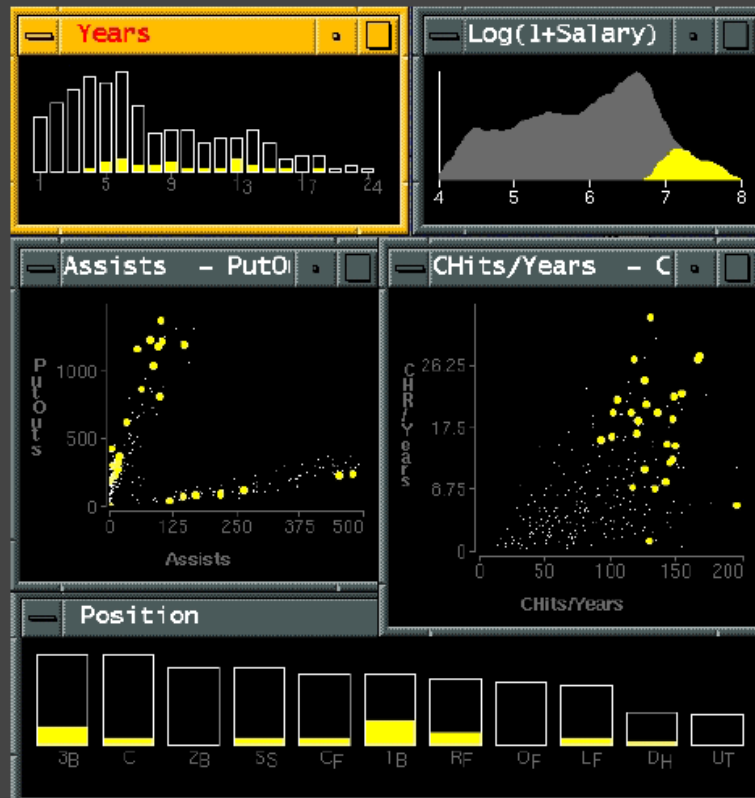 Years
Log(1+Salary)
1 5 9 13 17 24
4 5 6 7 8
Assists - PutO
CHits/Years - C
PutOuts
1000
500
0
0 125 250 375 500
Assists
CHR/Years
26.25
17.5
8.75
0
0 50 100 150 200
CHits/Years
Position
3B C 2B SS CF 1B RF OF LF DH UT